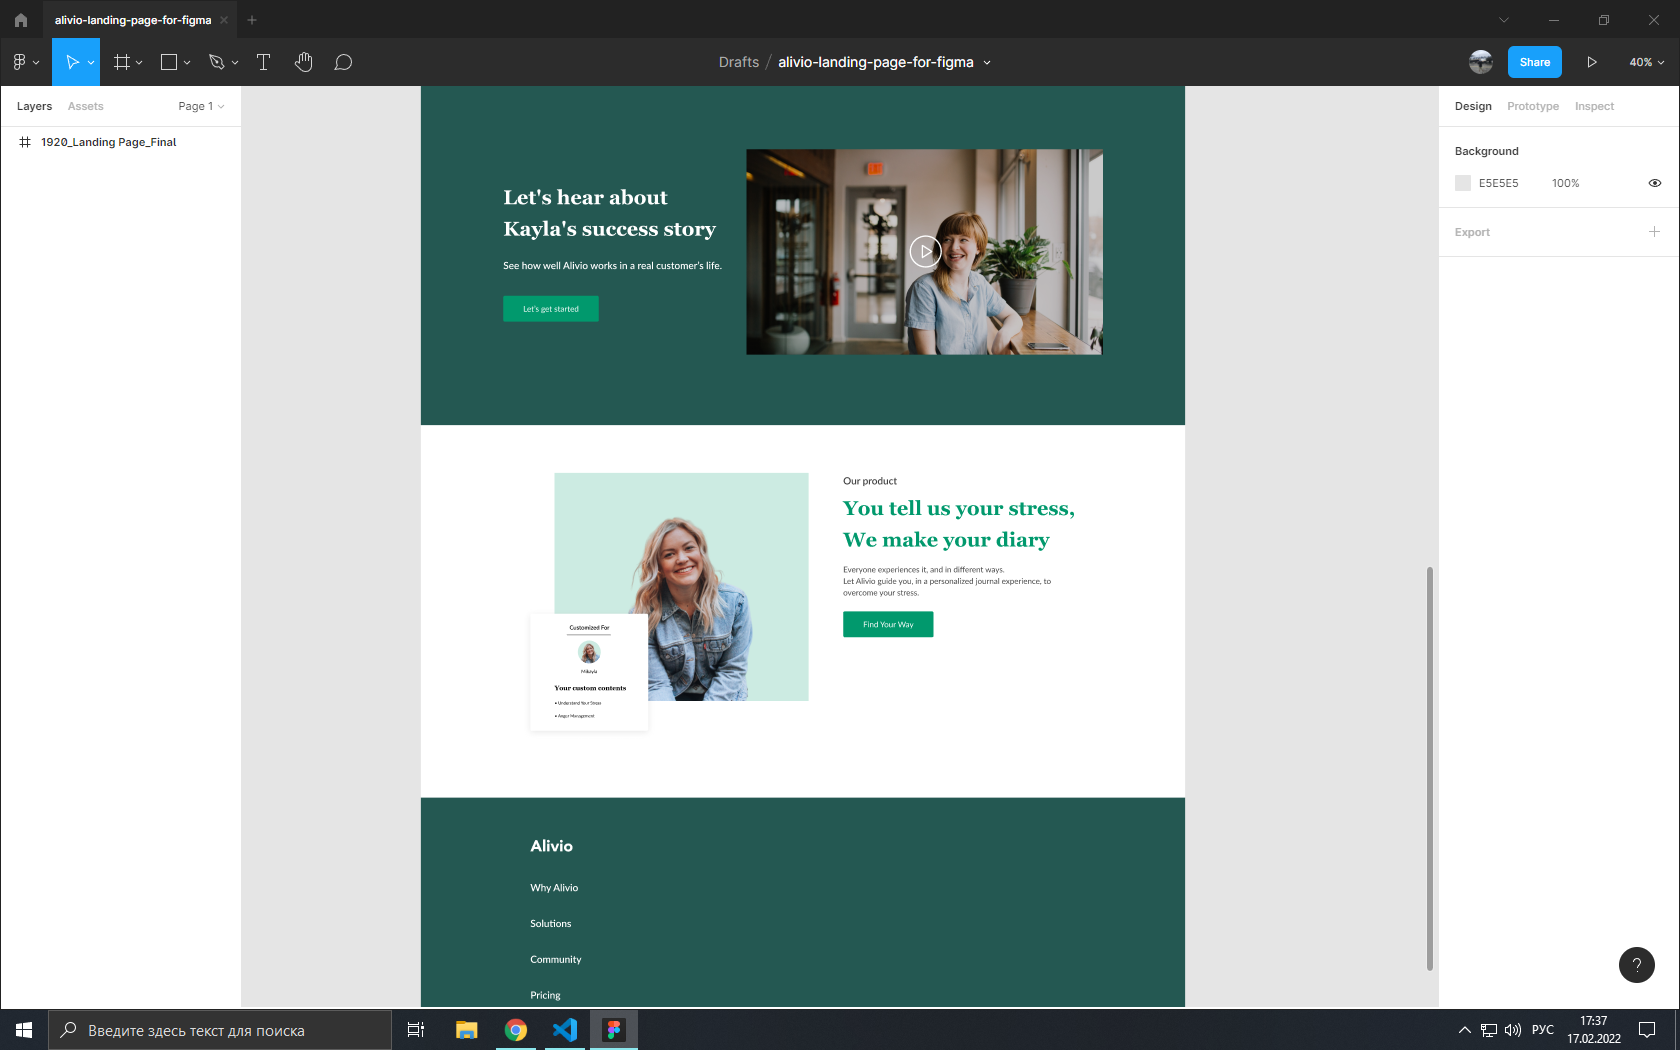 alivio-landing-page-for-figma
Drafts / alivio-landing-page-for-figma
Share
40%
Layers
Assets
Page 1
1920_Landing Page_Final
Design
Prototype
Inspect
Background
E5E5E5
100%
Export
Let's hear about
Kayla's success story
See how well Alivio works in a real customer's life.
Let's get started
Our product
You tell us your stress,
We make your diary
Everyone experiences it, and in different ways.
Let Alivio guide you, in a personalized journal experience, to
overcome your stress.
Find Your Way
Customized For
Mikayla
Your custom contents
• Understand Your Stress
• Anger Management
Alivio
Why Alivio
Solutions
Community
Pricing
?
Введите здесь текст для поиска
РУС
17:37
17.02.2022